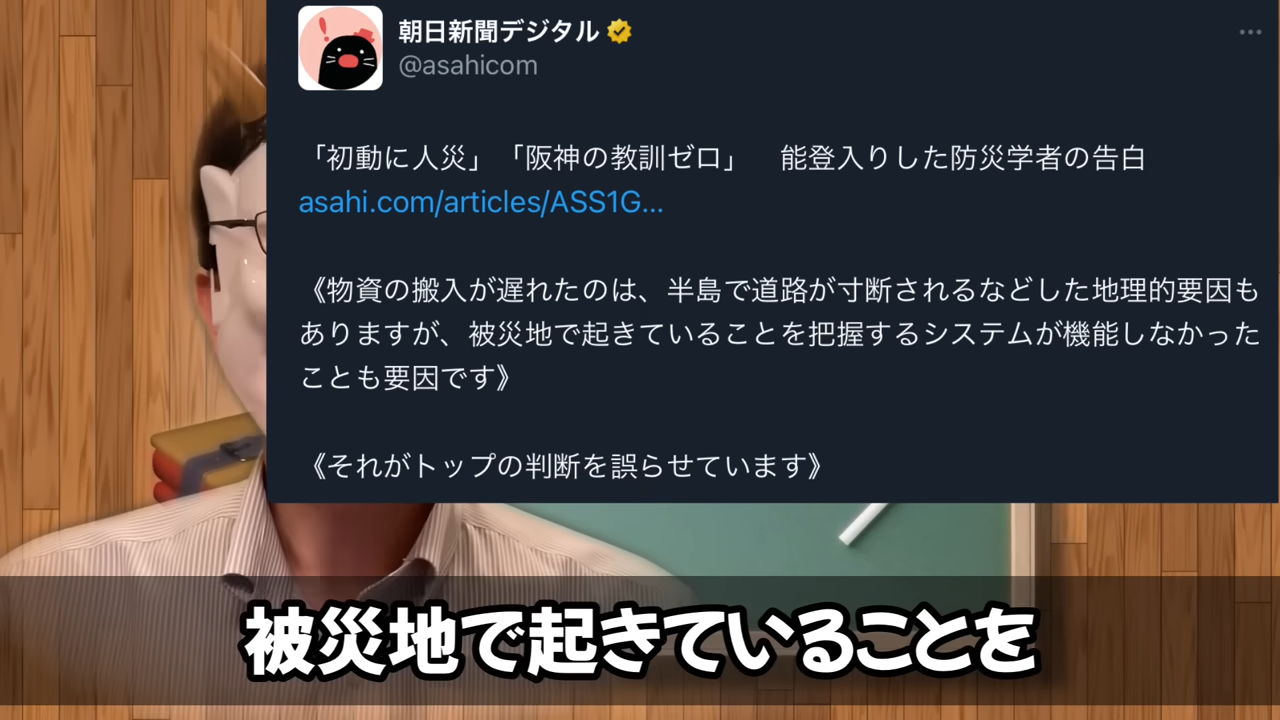 朝日新聞デジタル
@asahicom
「初動に人災」「阪神の教訓ゼロ」　能登入りした防災学者の告白
asahi.com/articles/ASS1G...
《物資の搬入が遅れたのは、半島で道路が寸断されるなどした地理的要因も
ありますが、被災地で起きていることを把握するシステムが機能しなかった
ことも要因です》
《それがトップの判断を誤らせています》
被災地で起きていることを